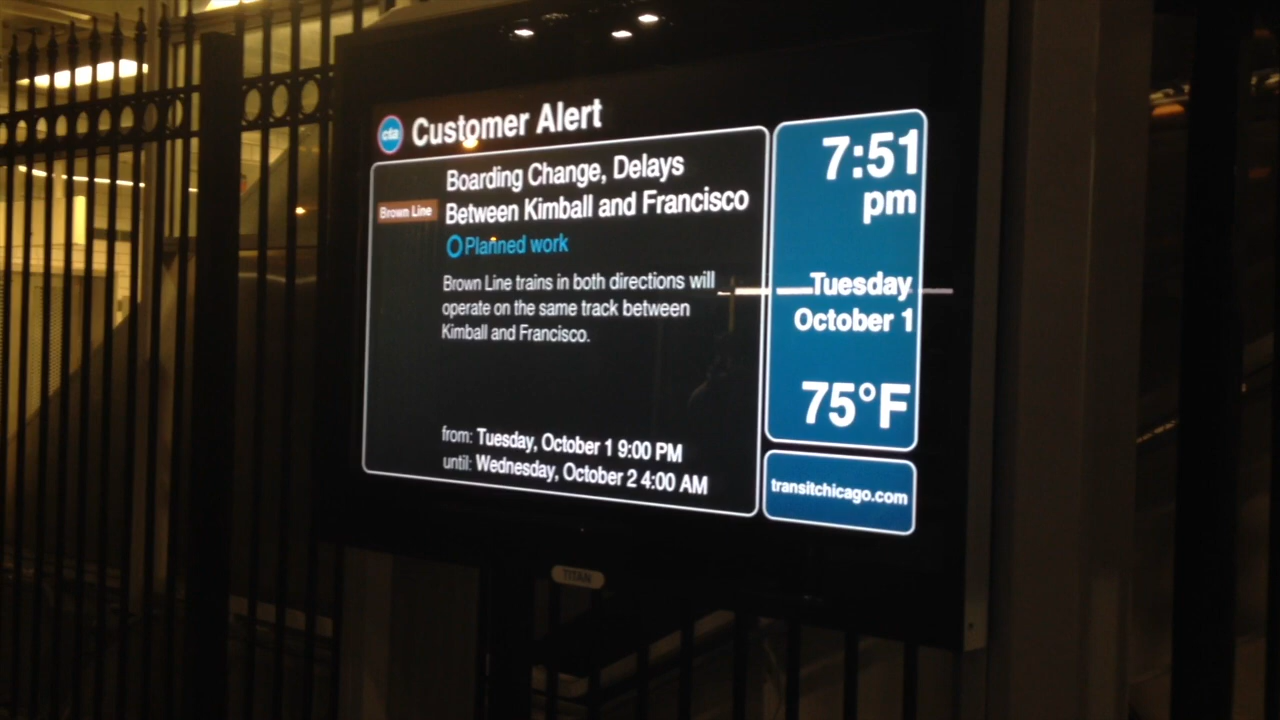 cta Customer Alert
Boarding Change, Delays
Brown Line Between Kimball and Francisco
Planned work
Brown Line trains in both directions will
operate on the same track between
Kimball and Francisco.
from: Tuesday, October 1 9:00 PM
until: Wednesday, October 2 4:00 AM
7:51
pm
Tuesday
October 1
75°F
transitchicago.com
TITAN